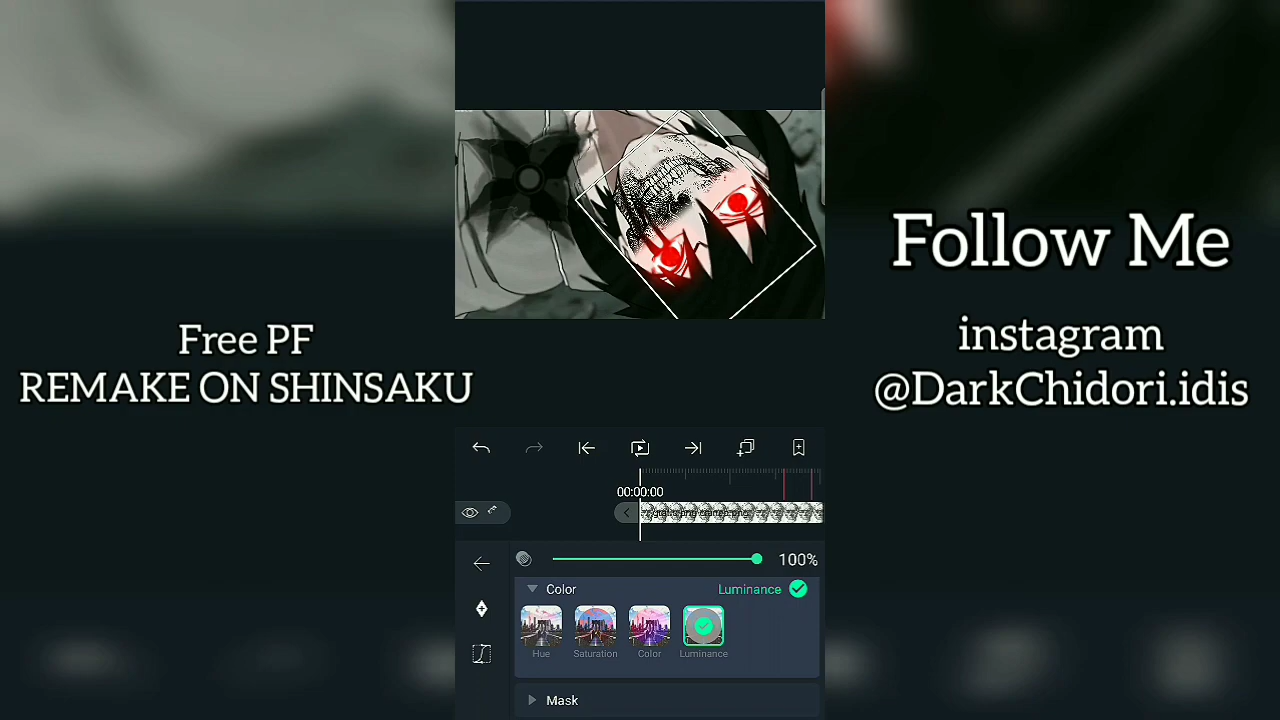 Free PF
REMAKE ON SHINSAKU
Follow Me
instagram
@DarkChidori.idis
00:00:00
100%
Color
Luminance
Hue
Saturation
Color
Luminance
Mask